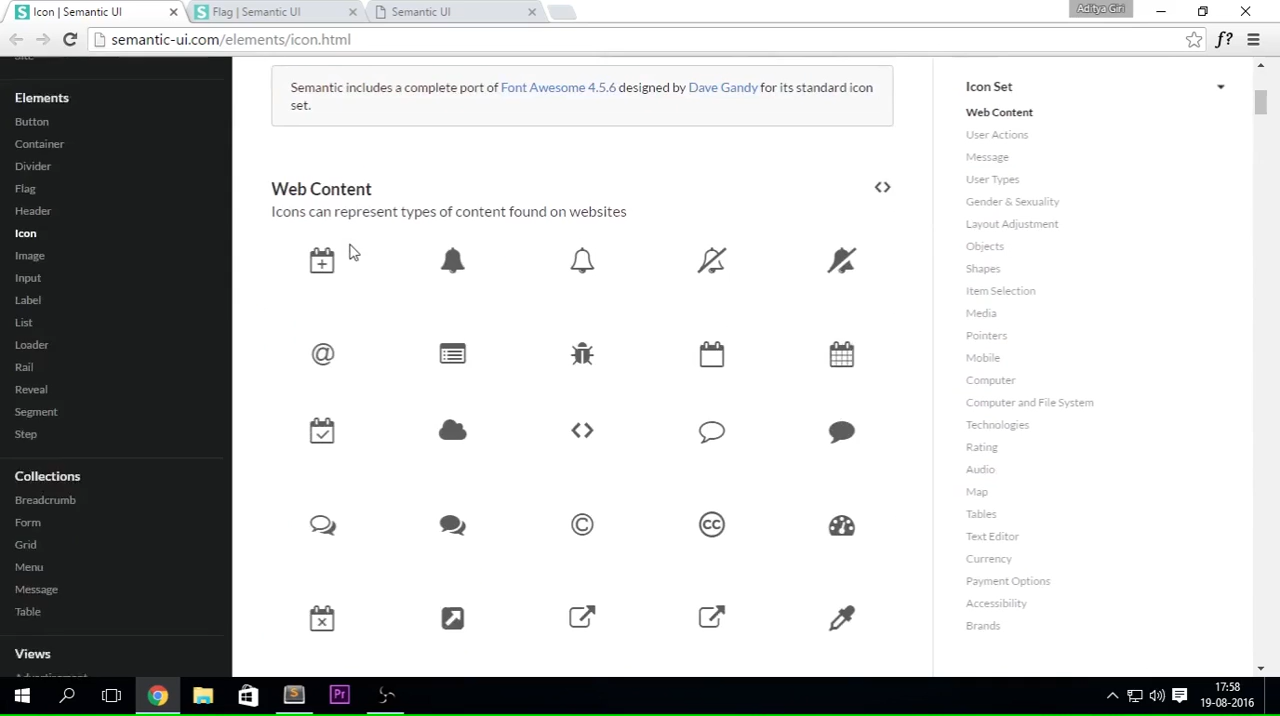 Icon | Semantic UI
Flag | Semantic UI
Semantic UI
Aditya Giri
semantic-ui.com/elements/icon.html
f?
Elements
Button
Container
Divider
Flag
Header
Icon
Image
Input
Label
List
Loader
Rail
Reveal
Segment
Step
Collections
Breadcrumb
Form
Grid
Menu
Message
Table
Views
Semantic includes a complete port of Font Awesome 4.5.6 designed by Dave Gandy for its standard icon
set.
Web Content
Icons can represent types of content found on websites
Icon Set
Web Content
User Actions
Message
User Types
Gender & Sexuality
Layout Adjustment
Objects
Shapes
Item Selection
Media
Pointers
Mobile
Computer
Computer and File System
Technologies
Rating
Audio
Map
Tables
Text Editor
Currency
Payment Options
Accessibility
Brands
Pr
17:58
19-08-2016